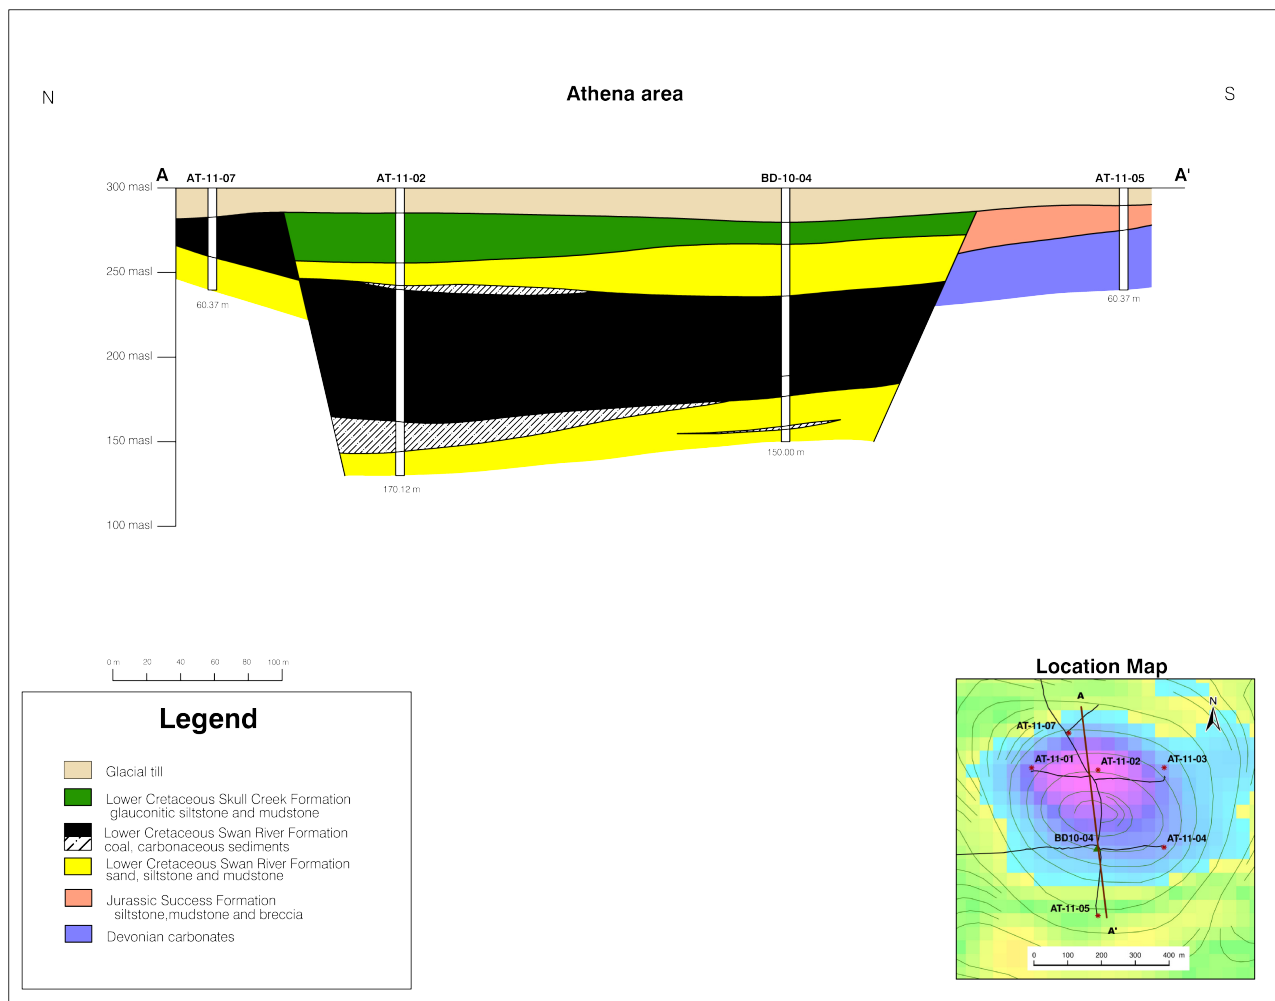 N
Athena area
S
A
AT-11-07
AT-11-02
BD-10-04
AT-11-05
A'
300 masl
250 masl
200 masl
150 masl
100 masl
60.37 m
170.12 m
150.00 m
60.37 m
0 m 20 40 60 80 100 m
Legend
Glacial till
Lower Cretaceous Skull Creek Formation
glauconitic siltstone and mudstone
Lower Cretaceous Swan River Formation
coal, carbonaceous sediments
Lower Cretaceous Swan River Formation
sand, siltstone and mudstone
Jurassic Success Formation
siltstone,mudstone and breccia
Devonian carbonates
Location Map
A
N
AT-11-07
AT-11-01
AT-11-02
AT-11-03
BD10-04
AT-11-04
AT-11-05
A'
0 100 200 300 400 m